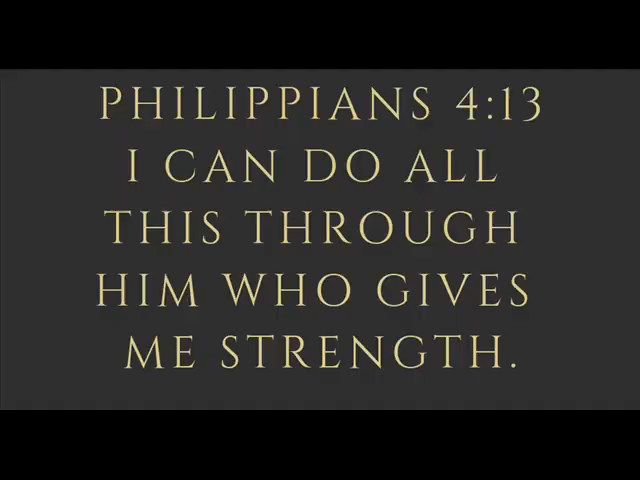 PHILIPPIANS 4:13
I CAN DO ALL
THIS THROUGH
HIM WHO GIVES
ME STRENGTH.